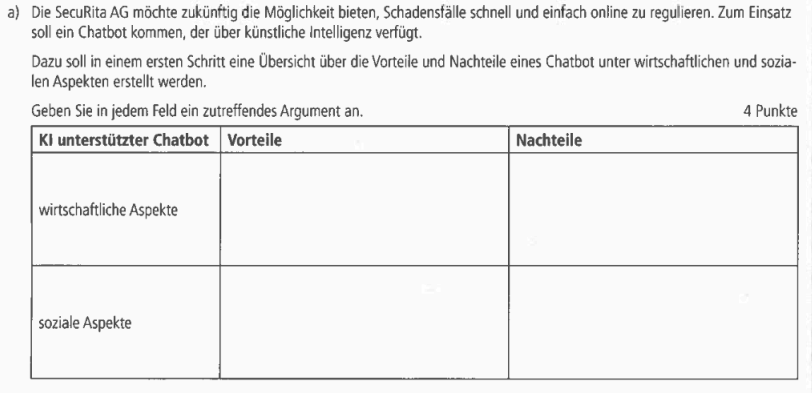 a) Die SecuRita AG möchte zukünftig die Möglichkeit bieten, Schadensfälle schnell und einfach online zu regulieren. Zum Einsatz
soll ein Chatbot kommen, der über künstliche Intelligenz verfügt.
Dazu soll in einem ersten Schritt eine Übersicht über die Vorteile und Nachteile eines Chatbot unter wirtschaftlichen und sozia-
len Aspekten erstellt werden.
Geben Sie in jedem Feld ein zutreffendes Argument an. 4 Punkte
KI unterstützter Chatbot Vorteile Nachteile
wirtschaftliche Aspekte
soziale Aspekte